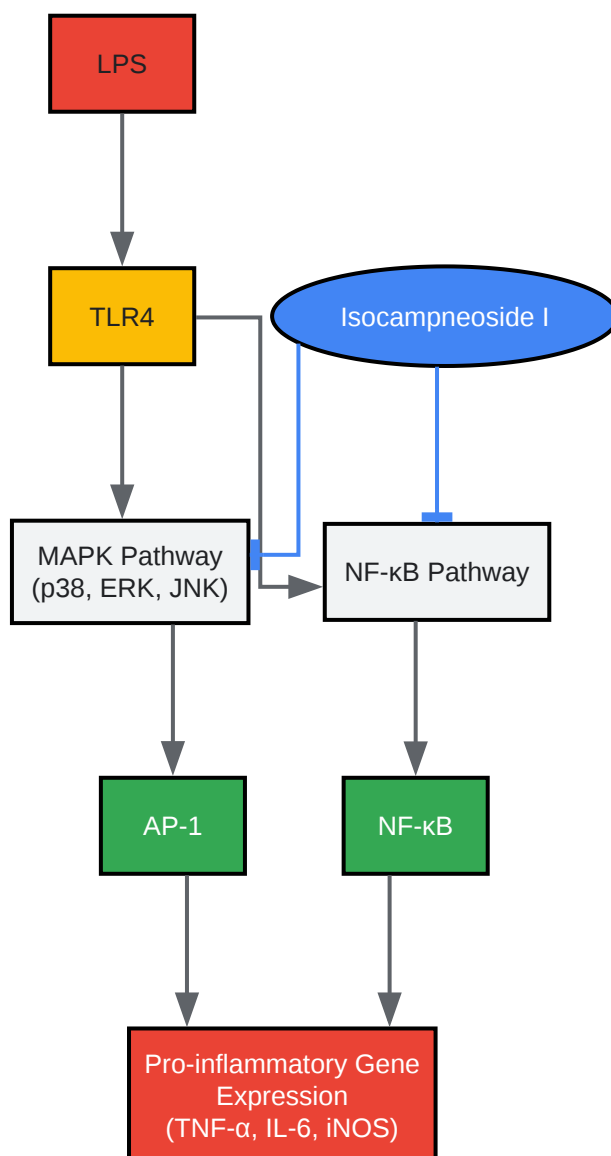 LPS
TLR4
Isocampneoside I
MAPK Pathway
(p38, ERK, JNK)
NF-κB Pathway
AP-1
NF-κB
Pro-inflammatory Gene
Expression
(TNF-α, IL-6, iNOS)